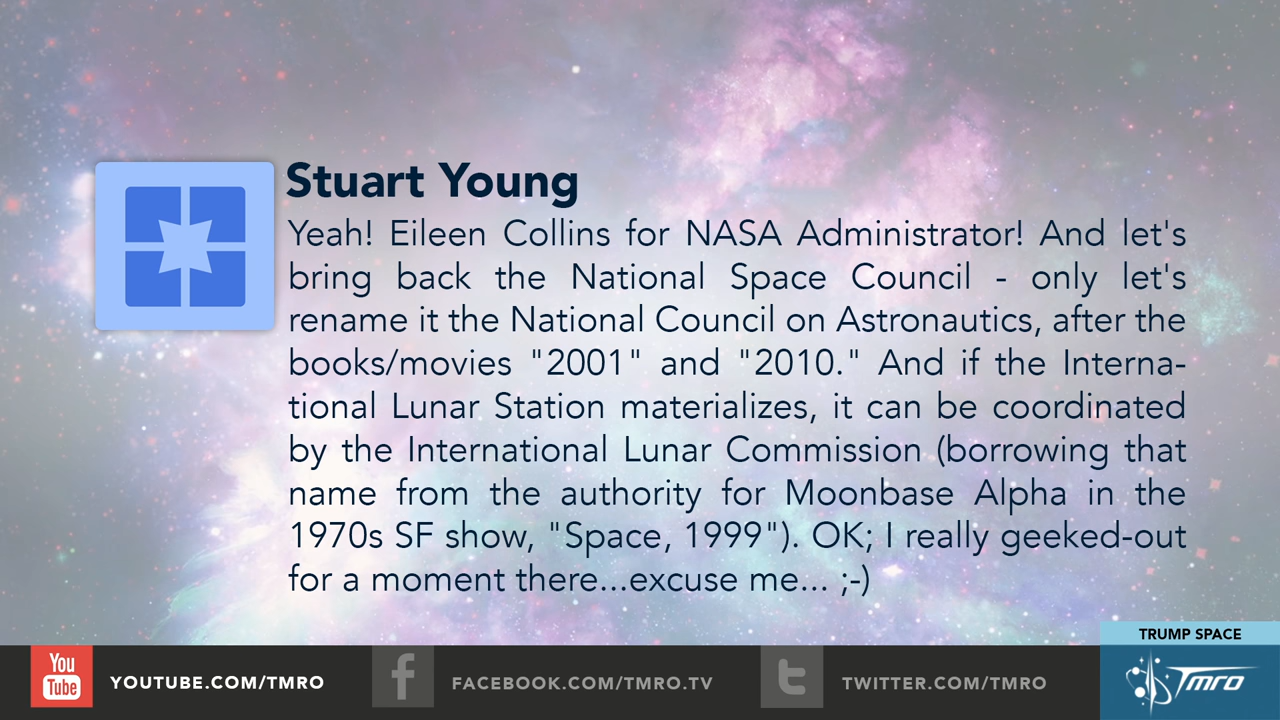 Stuart Young
Yeah! Eileen Collins for NASA Administrator! And let's
bring back the National Space Council - only let's
rename it the National Council on Astronautics, after the
books/movies "2001" and "2010." And if the Interna-
tional Lunar Station materializes, it can be coordinated
by the International Lunar Commission (borrowing that
name from the authority for Moonbase Alpha in the
1970s SF show, "Space, 1999"). OK; I really geeked-out
for a moment there...excuse me... ;-)
TRUMP SPACE
You
Tube
YOUTUBE.COM/TMRO
f
FACEBOOK.COM/TMRO.TV
t
TWITTER.COM/TMRO
Tmro